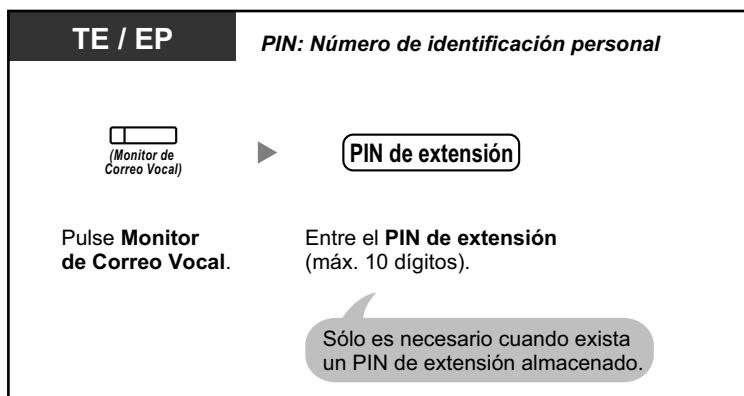 TE / EP
PIN: Número de identificación personal
(Monitor de
Correo Vocal)
PIN de extensión
Pulse Monitor
de Correo Vocal.
Entre el PIN de extensión
(máx. 10 dígitos).
Sólo es necesario cuando exista
un PIN de extensión almacenado.